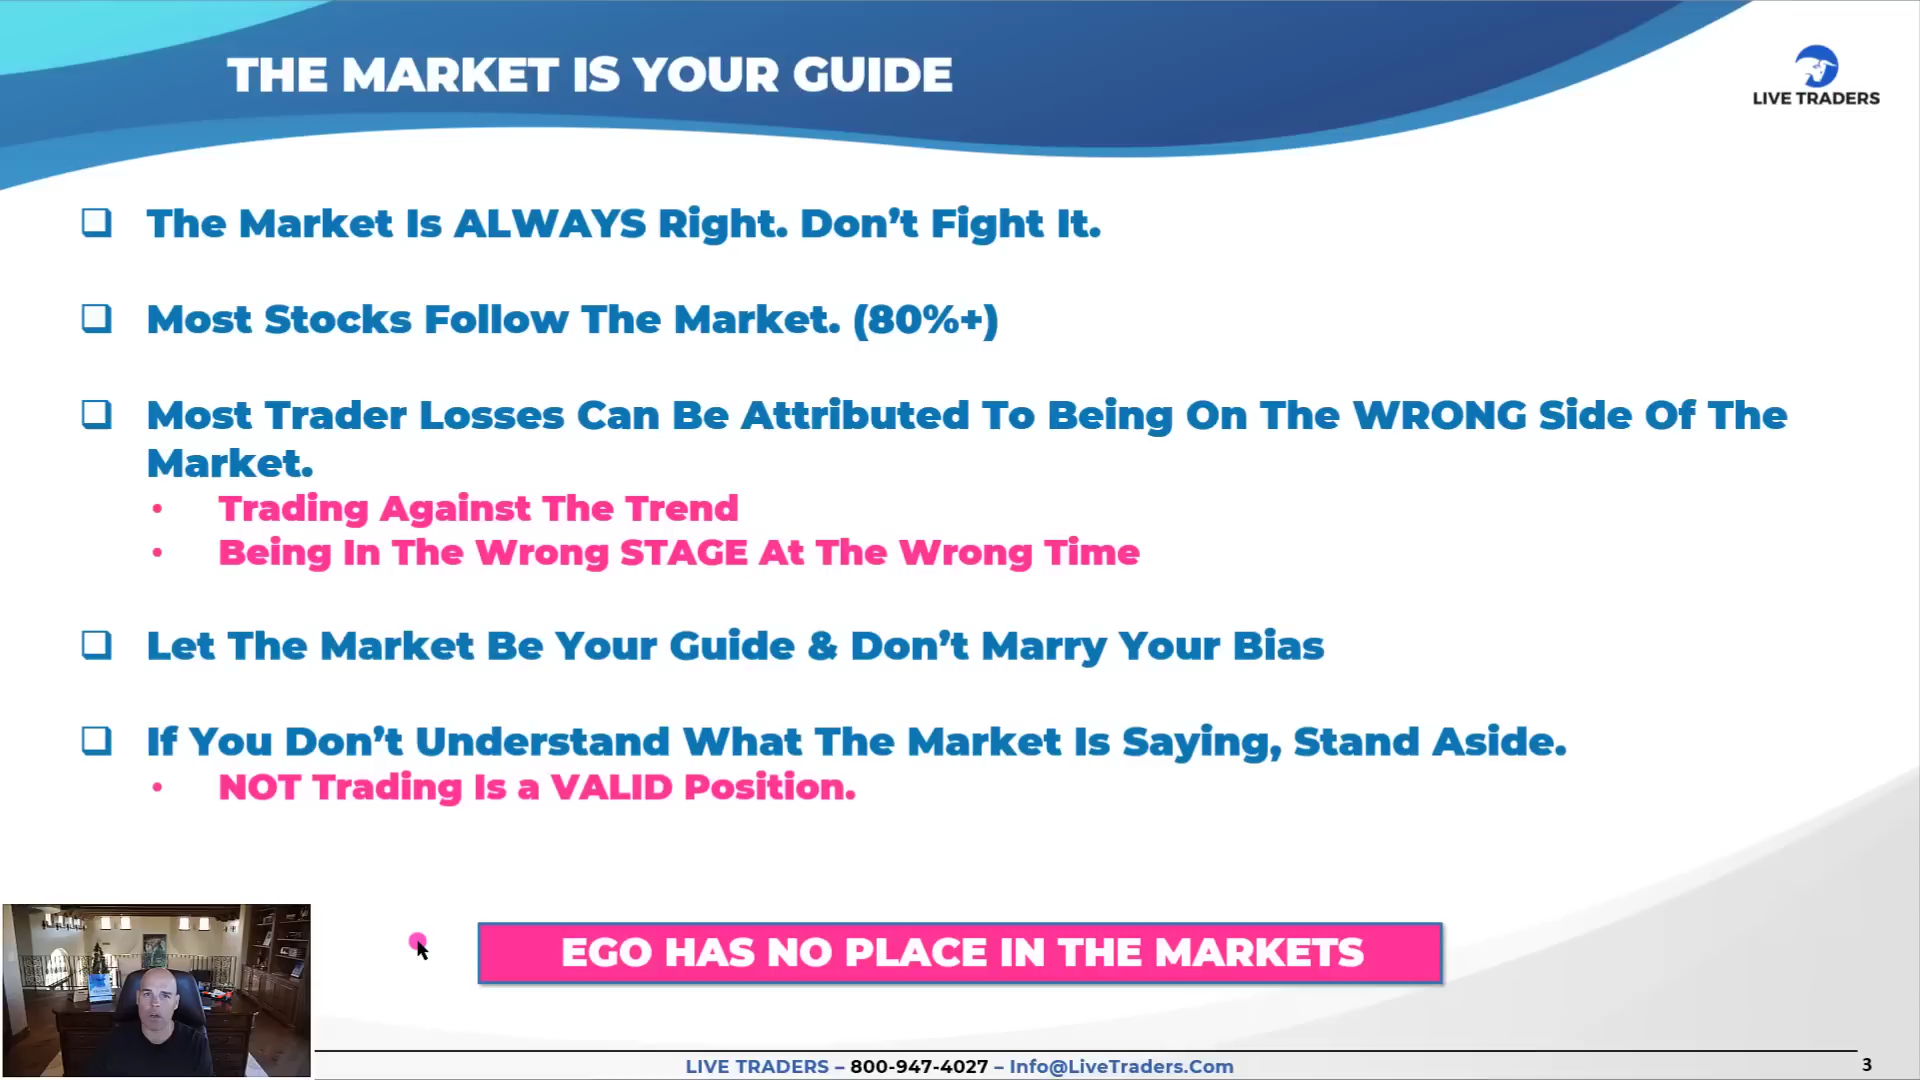 THE MARKET IS YOUR GUIDE
LIVE TRADERS
The Market Is ALWAYS Right. Don’t Fight It.
Most Stocks Follow The Market. (80%+)
Most Trader Losses Can Be Attributed To Being On The WRONG Side Of The
Market.
Trading Against The Trend
Being In The Wrong STAGE At The Wrong Time
Let The Market Be Your Guide & Don’t Marry Your Bias
If You Don’t Understand What The Market Is Saying, Stand Aside.
NOT Trading Is a VALID Position.
EGO HAS NO PLACE IN THE MARKETS
LIVE TRADERS – 800-947-4027 – Info@LiveTraders.Com
3